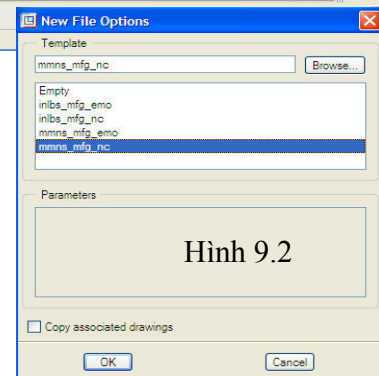 New File Options
Template
mmns_mfg_nc
Browse...
Empty
inlbs_mfg_emo
inlbs_mfg_nc
mmns_mfg_emo
mmns_mfg_nc
Parameters
Hình 9.2
Copy associated drawings
OK
Cancel